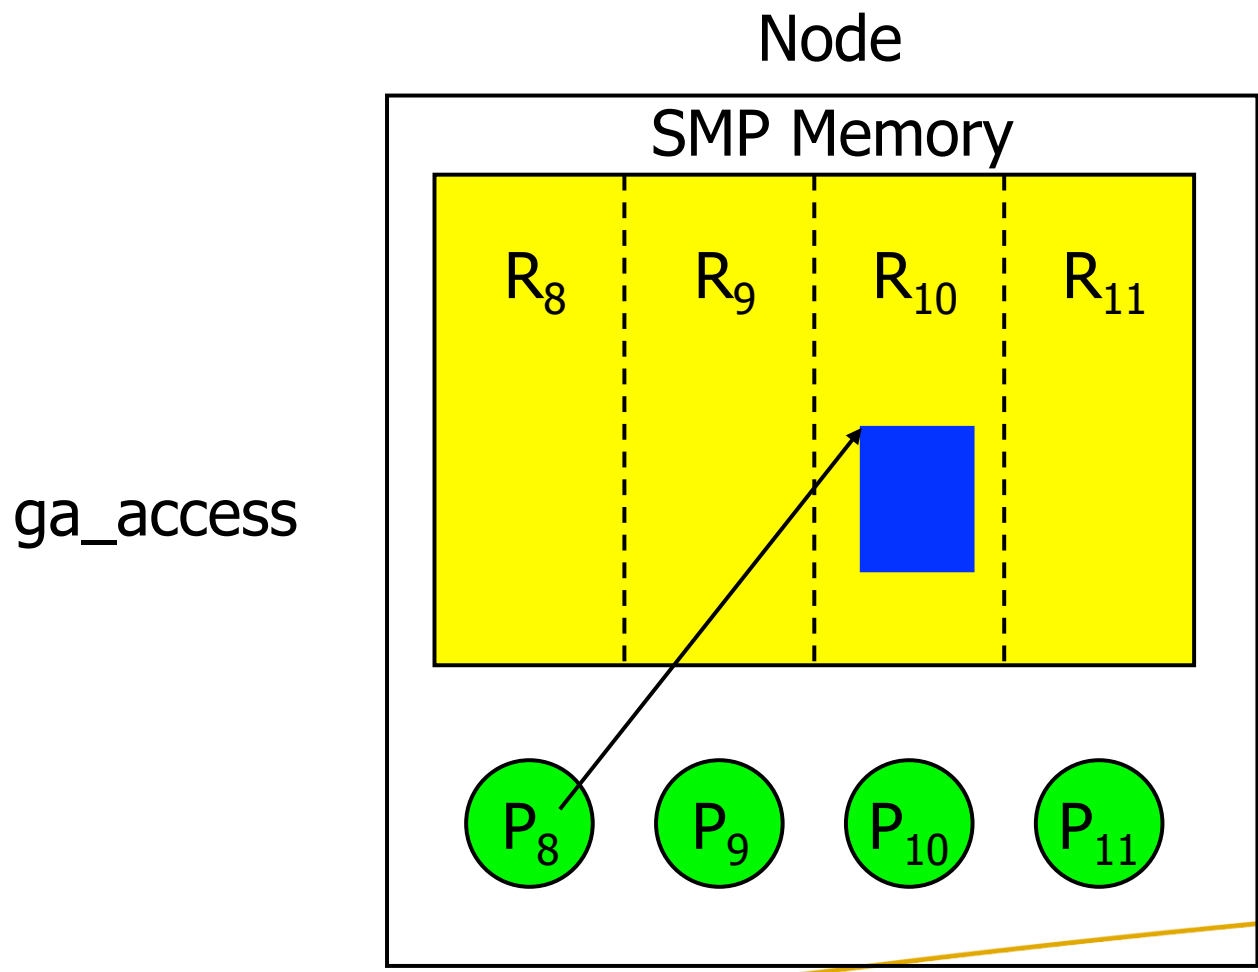 Node
SMP Memory
R₈ R₉ R₁₀ R₁₁
ga_access
P₈ P₉ P₁₀ P₁₁